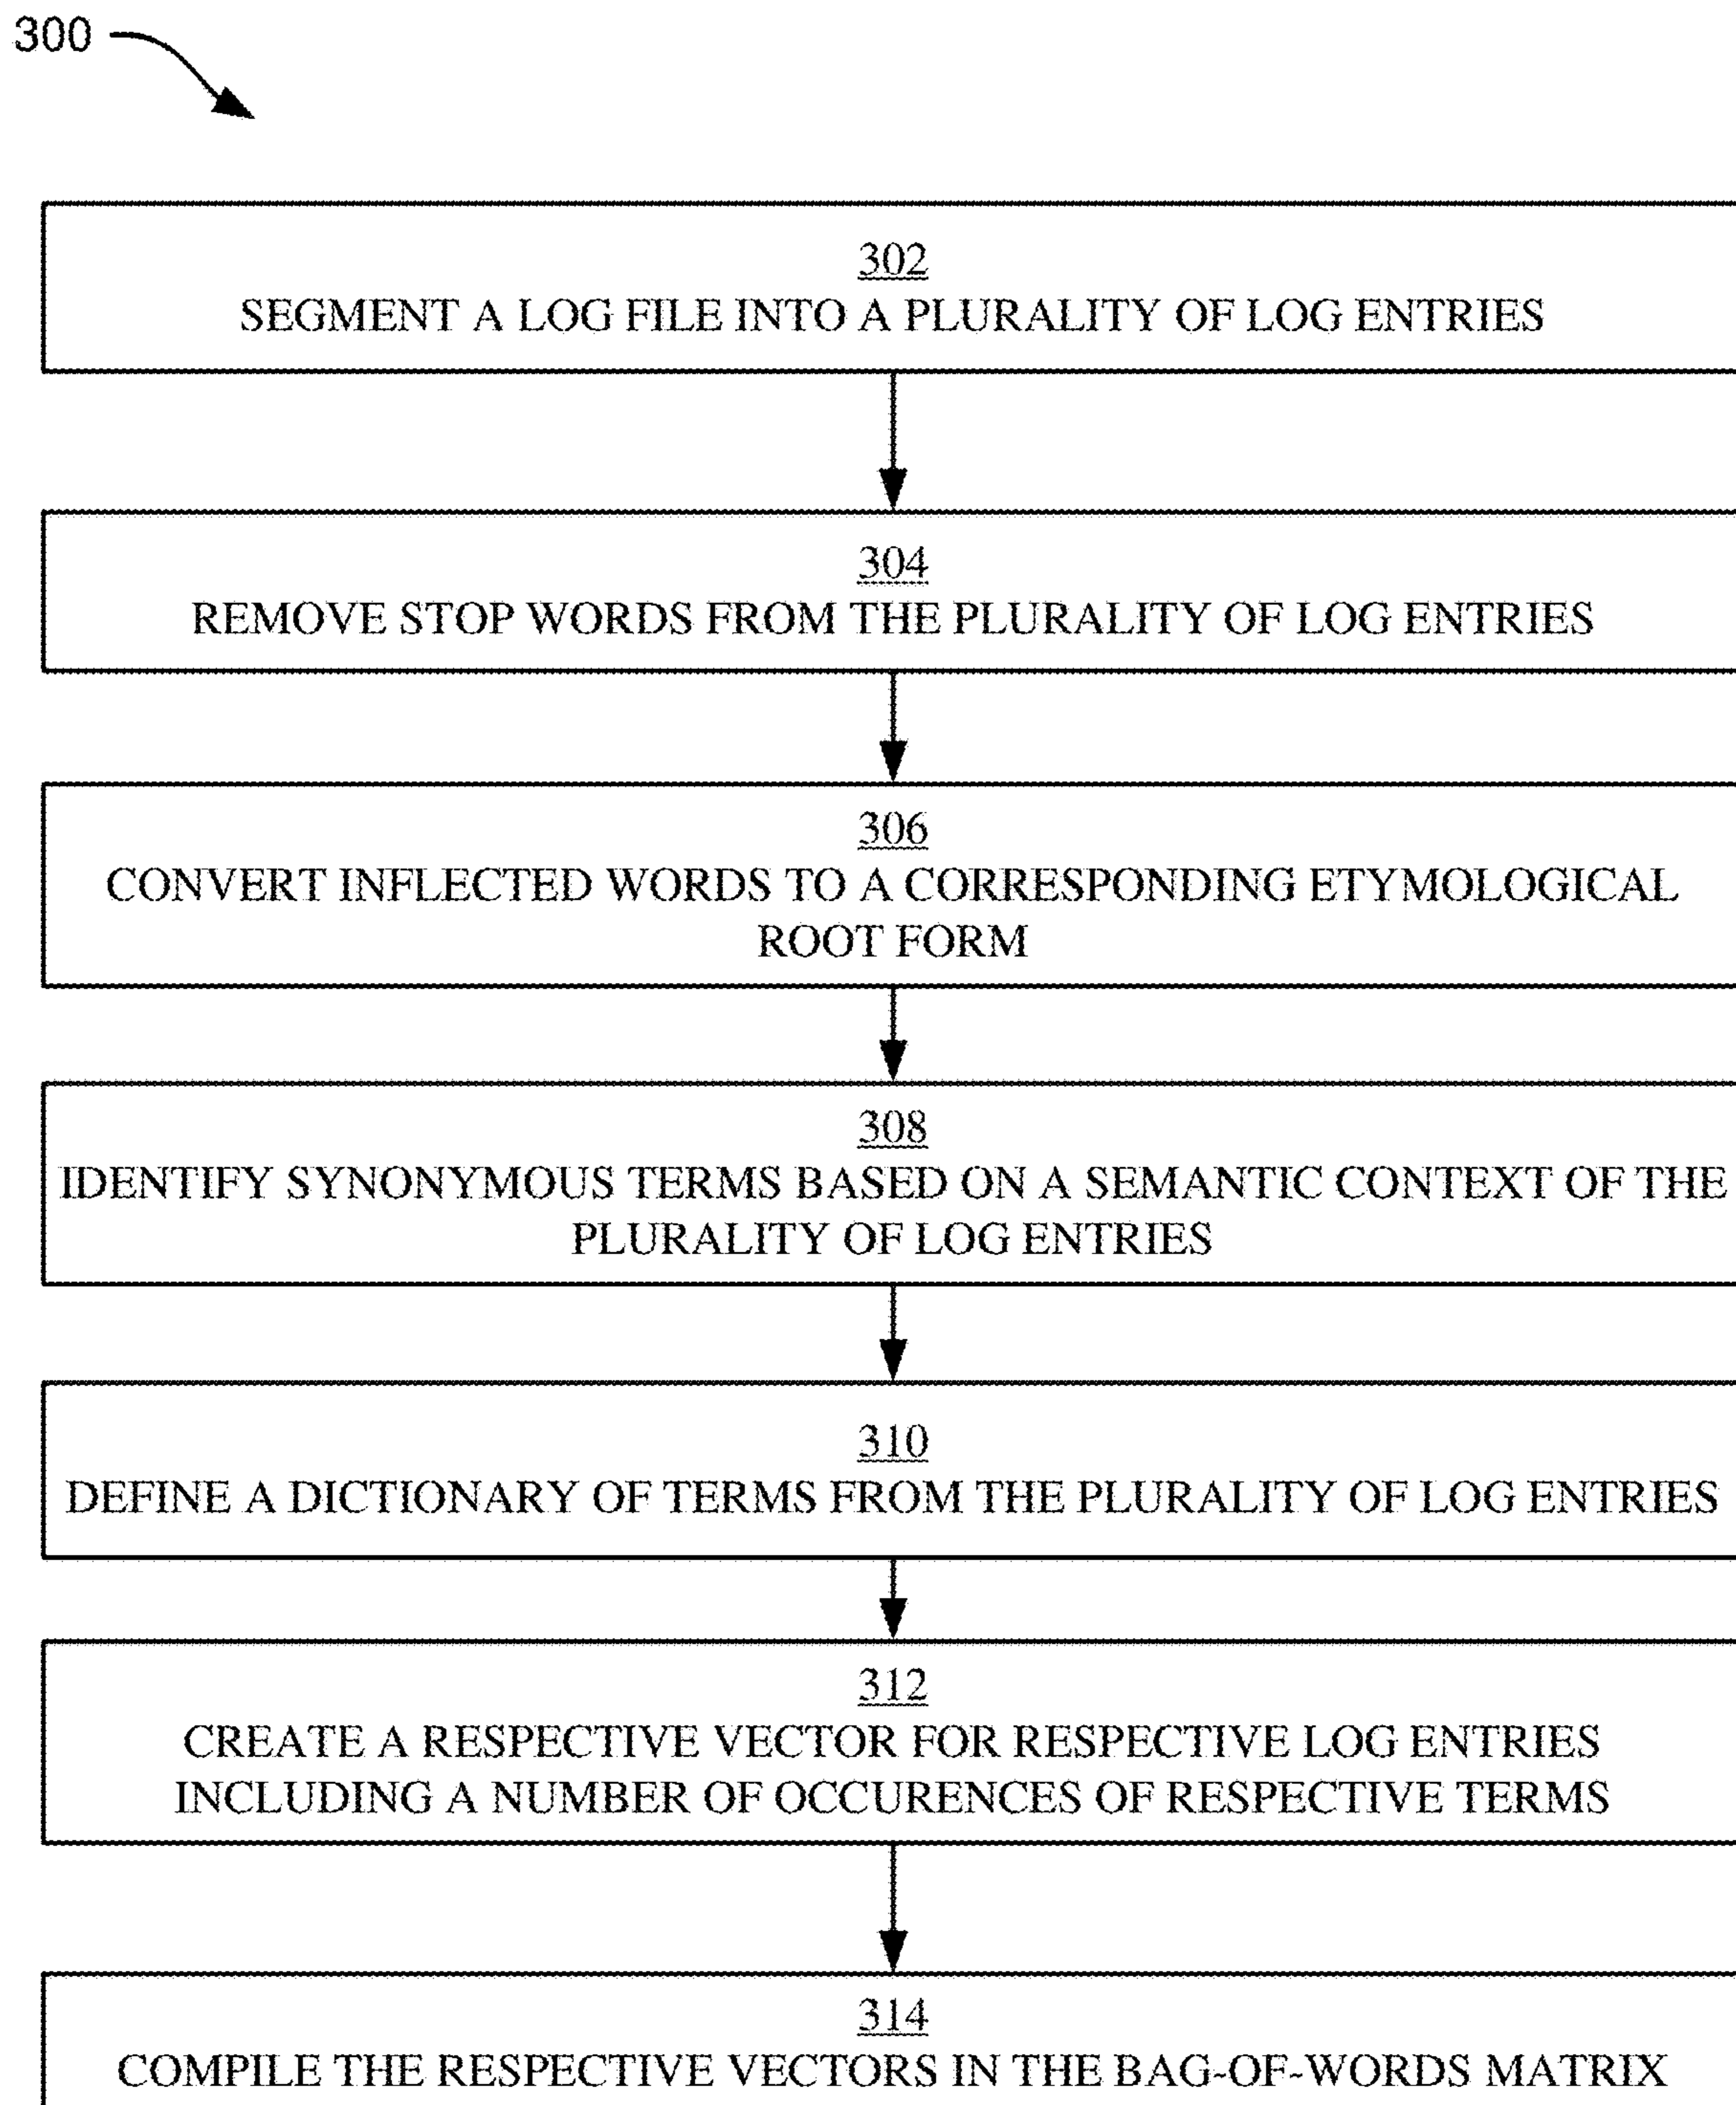 300
302
SEGMENT A LOG FILE INTO A PLURALITY OF LOG ENTRIES
304
REMOVE STOP WORDS FROM THE PLURALITY OF LOG ENTRIES
306
CONVERT INFLECTED WORDS TO A CORRESPONDING ETYMOLOGICAL
ROOT FORM
308
IDENTIFY SYNONYMOUS TERMS BASED ON A SEMANTIC CONTEXT OF THE
PLURALITY OF LOG ENTRIES
310
DEFINE A DICTIONARY OF TERMS FROM THE PLURALITY OF LOG ENTRIES
312
CREATE A RESPECTIVE VECTOR FOR RESPECTIVE LOG ENTRIES
INCLUDING A NUMBER OF OCCURENCES OF RESPECTIVE TERMS
314
COMPILE THE RESPECTIVE VECTORS IN THE BAG-OF-WORDS MATRIX